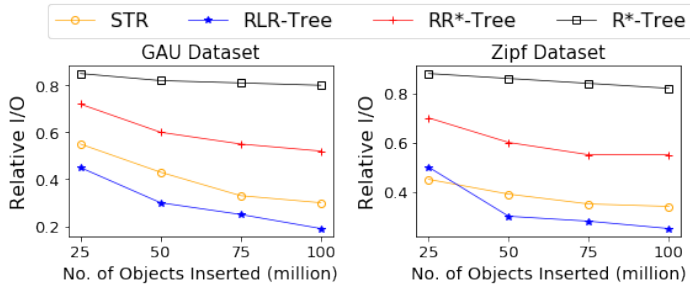 STR RLR-Tree RR*-Tree R*-Tree
GAU Dataset
Relative I/O
0.8
0.6
0.4
0.2
25 50 75 100
No. of Objects Inserted (million)
Zipf Dataset
Relative I/O
0.8
0.6
0.4
25 50 75 100
No. of Objects Inserted (million)